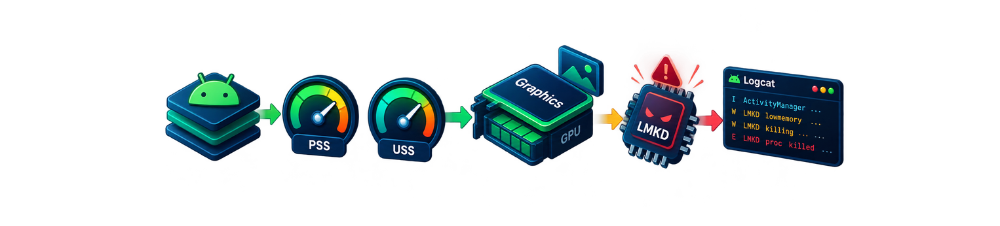 PSS
USS
Graphics
GPU
LMKD
Logcat
I ActivityManager ...
W LMKD lowmemory ...
W LMKD killing ... ...
E LMKD proc killed ...